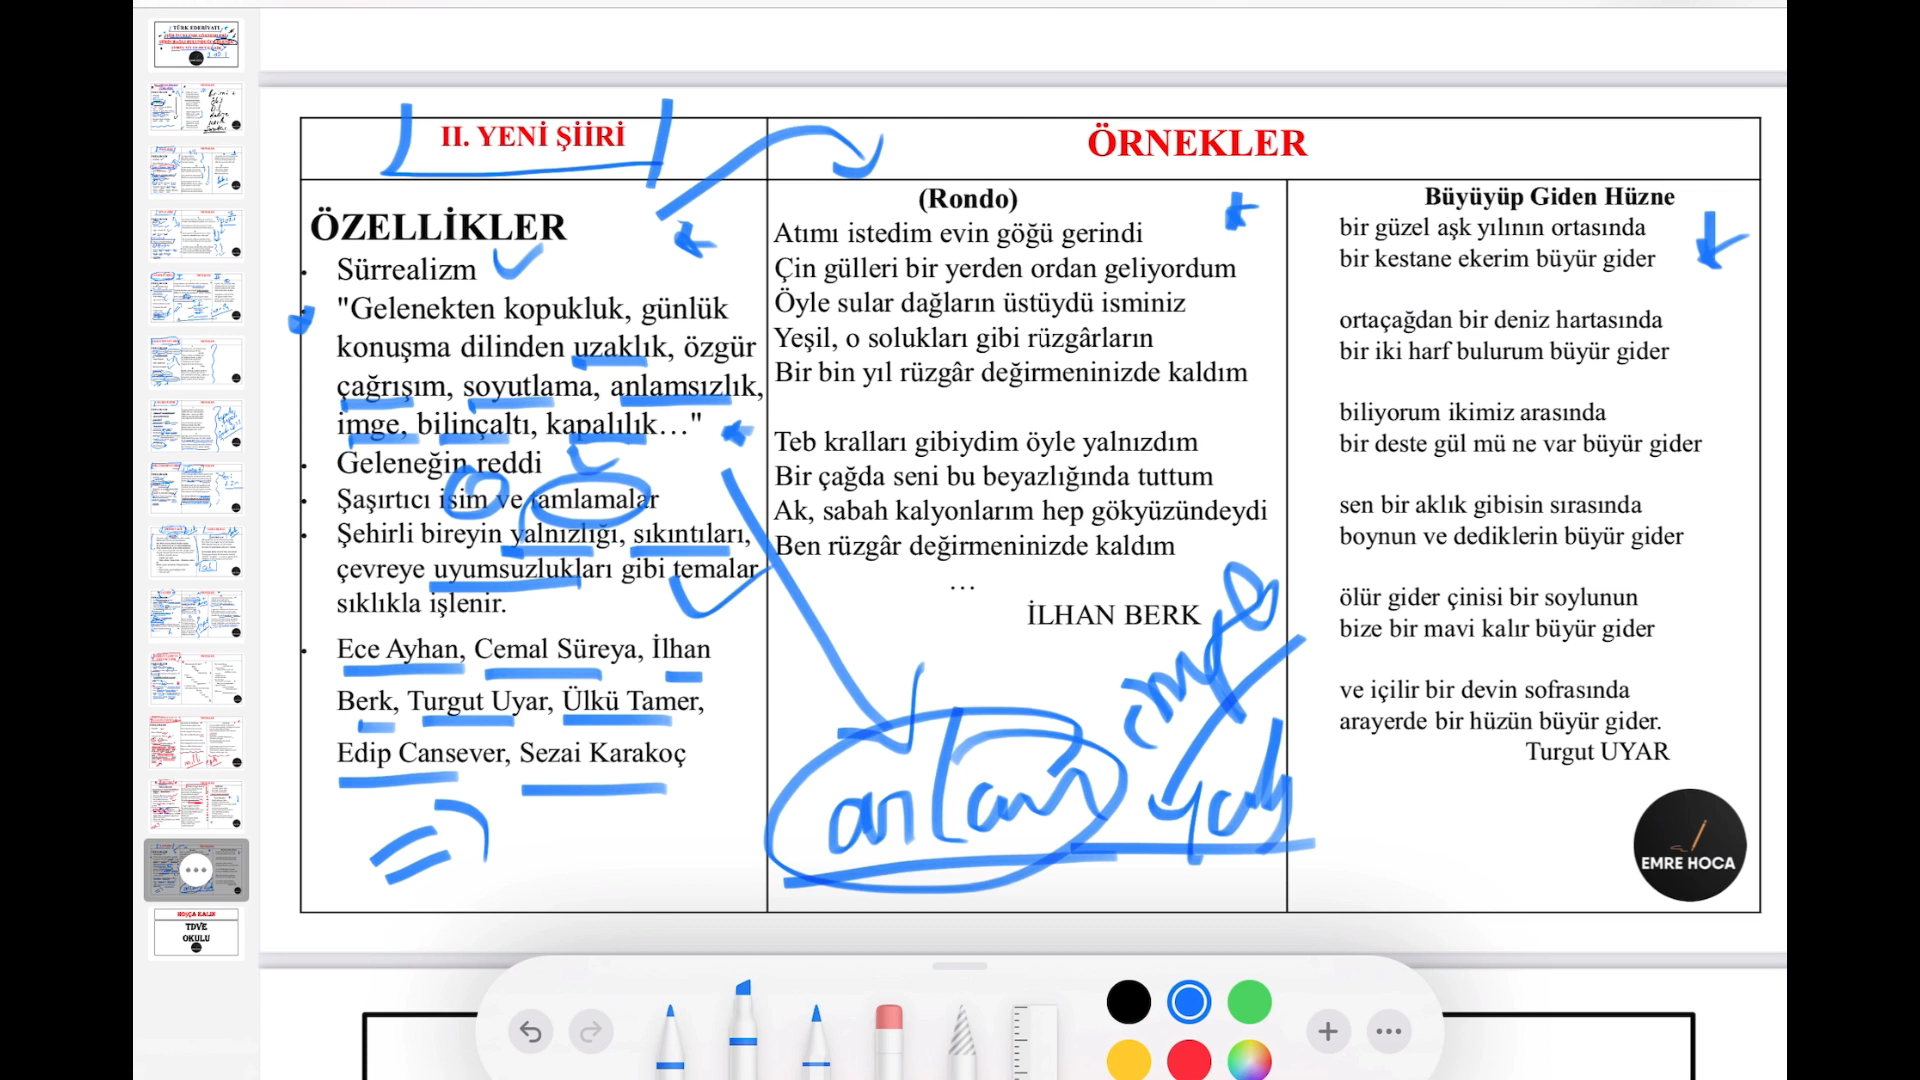 II. YENİ ŞİİRİ
ÖRNEKLER
ÖZELLİKLER
• Sürrealizm
• "Gelenekten kopukluk, günlük
konuşma dilinden uzaklık, özgür
çağrışım, soyutlama, anlamsızlık,
imge, bilinçaltı, kapalılık…"
• Geleneğin reddi
• Şaşırtıcı isim ve tamlamalar
• Şehirli bireyin yalnızlığı, sıkıntıları,
çevreye uyumsuzlukları gibi temalar
sıklıkla işlenir.
• Ece Ayhan, Cemal Süreya, İlhan
Berk, Turgut Uyar, Ülkü Tamer,
Edip Cansever, Sezai Karakoç
(Rondo)
Atımı istedim evin göğü gerindi
Çin gülleri bir yerden ordan geliyordum
Öyle sular dağların üstüydü isminiz
Yeşil, o solukları gibi rüzgârların
Bir bin yıl rüzgâr değirmeninizde kaldım
Teb kralları gibiydim öyle yalnızdım
Bir çağda seni bu beyazlığında tuttum
Ak, sabah kalyonlarım hep gökyüzündeydi
Ben rüzgâr değirmeninizde kaldım
…
İLHAN BERK
imge
Büyüyüp Giden Hüzne
bir güzel aşk yılının ortasında
bir kestane ekerim büyür gider
ortaçağdan bir deniz hartasında
bir iki harf bulurum büyür gider
biliyorum ikimiz arasında
bir deste gül mü ne var büyür gider
sen bir aklık gibisin sırasında
boynun ve dediklerin büyür gider
ölür gider çinisi bir soylunun
bize bir mavi kalır büyür gider
ve içilir bir devin sofrasında
arayerde bir hüzün büyür gider.
Turgut UYAR
EMRE HOCA
TÜRK EDEBİYATI
HOŞÇA KALIN
TDVE
OKULU